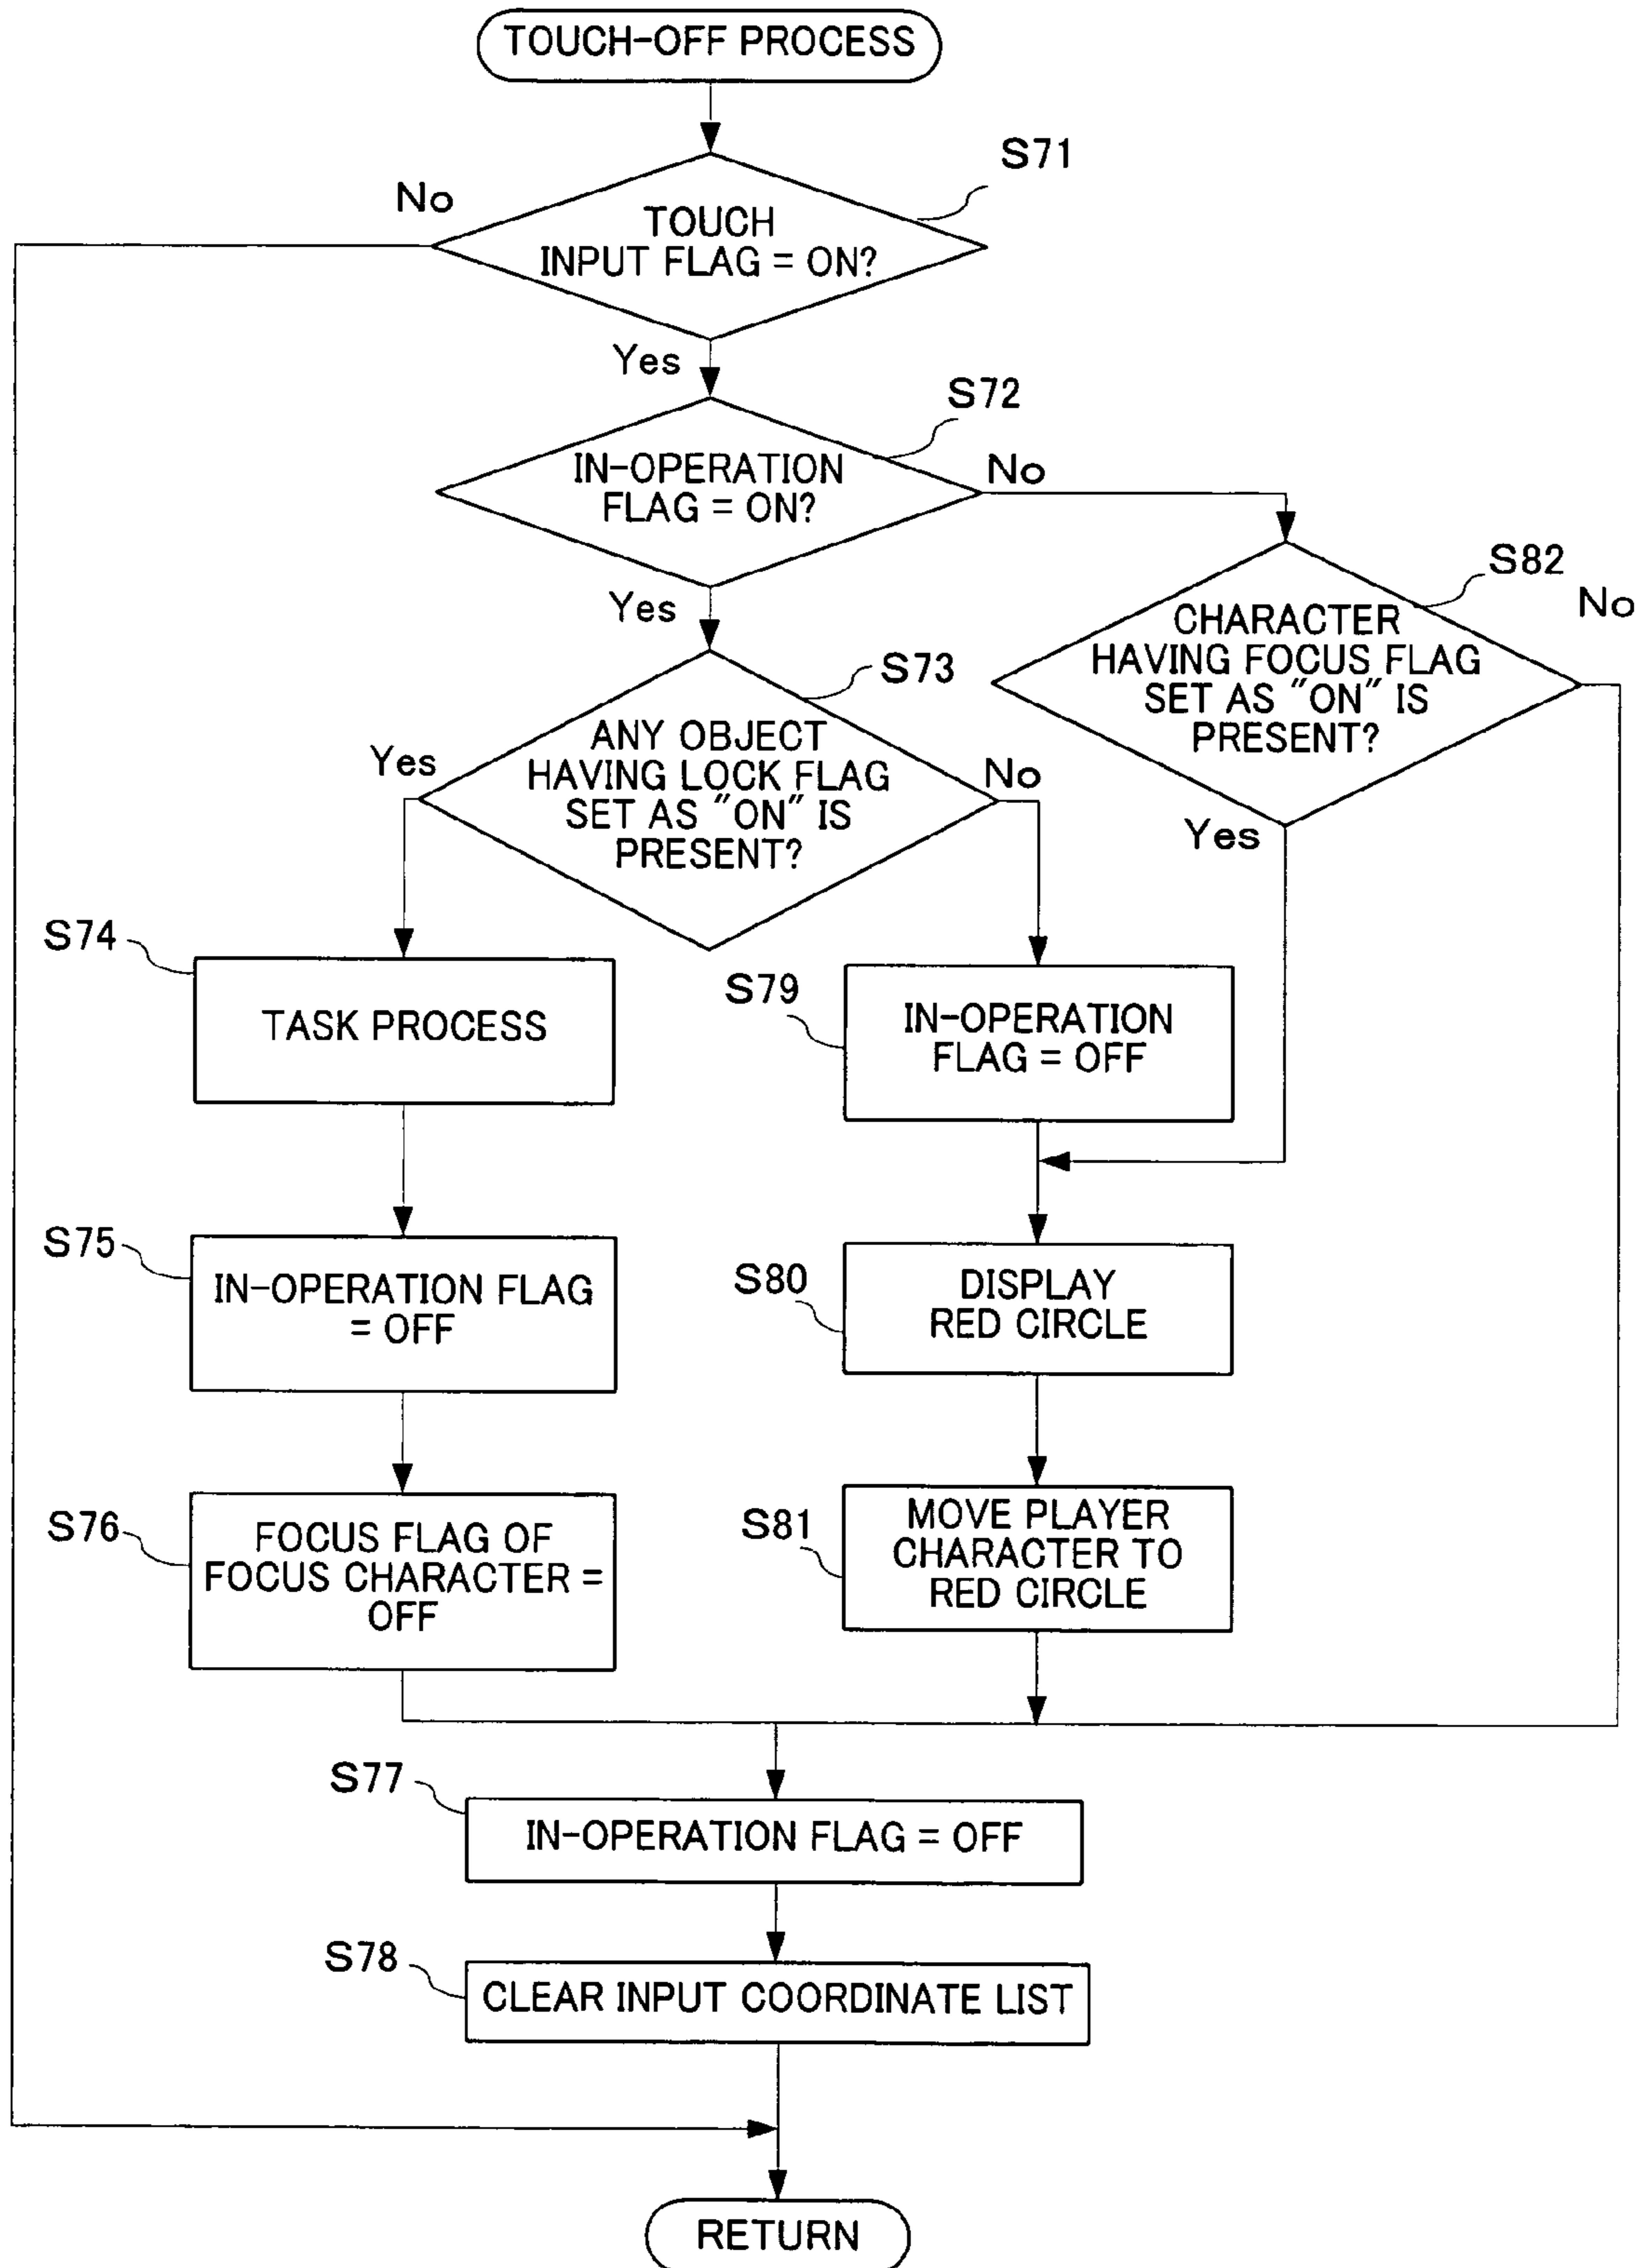 TOUCH-OFF PROCESS
S71
No
TOUCH
INPUT FLAG = ON?
Yes
S72
IN-OPERATION
FLAG = ON?
No
Yes
S82
No
CHARACTER
HAVING FOCUS FLAG
SET AS "ON" IS
PRESENT?
Yes
S73
ANY OBJECT
HAVING LOCK FLAG
SET AS "ON" IS
PRESENT?
Yes
No
S74
TASK PROCESS
S79
IN-OPERATION
FLAG = OFF
S75
IN-OPERATION FLAG
= OFF
S80
DISPLAY
RED CIRCLE
S76
FOCUS FLAG OF
FOCUS CHARACTER =
OFF
S81
MOVE PLAYER
CHARACTER TO
RED CIRCLE
S77
IN-OPERATION FLAG = OFF
S78
CLEAR INPUT COORDINATE LIST
RETURN